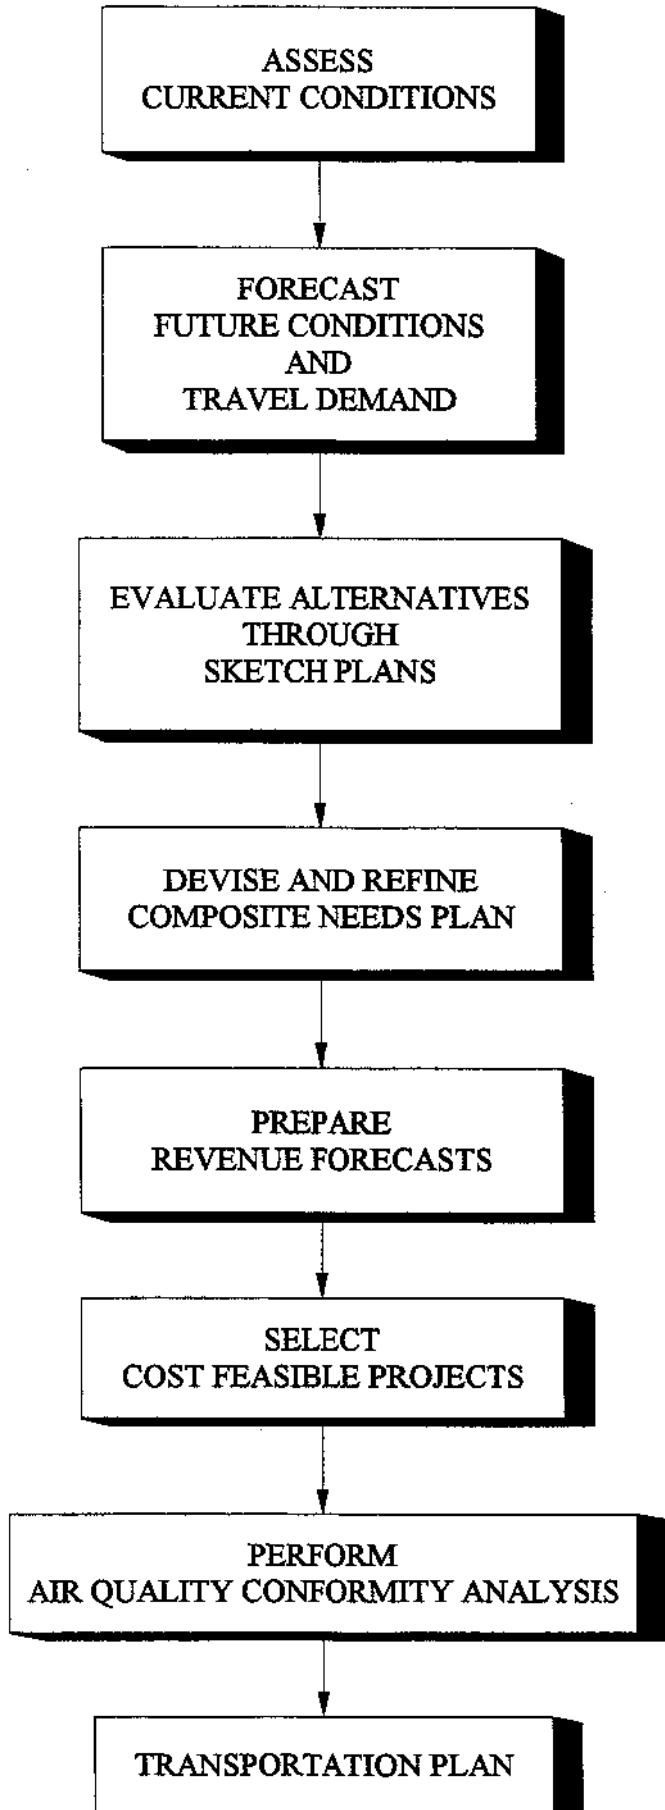 ASSESS
CURRENT CONDITIONS
FORECAST
FUTURE CONDITIONS
AND
TRAVEL DEMAND
EVALUATE ALTERNATIVES
THROUGH
SKETCH PLANS
DEVISE AND REFINE
COMPOSITE NEEDS PLAN
PREPARE
REVENUE FORECASTS
SELECT
COST FEASIBLE PROJECTS
PERFORM
AIR QUALITY CONFORMITY ANALYSIS
TRANSPORTATION PLAN